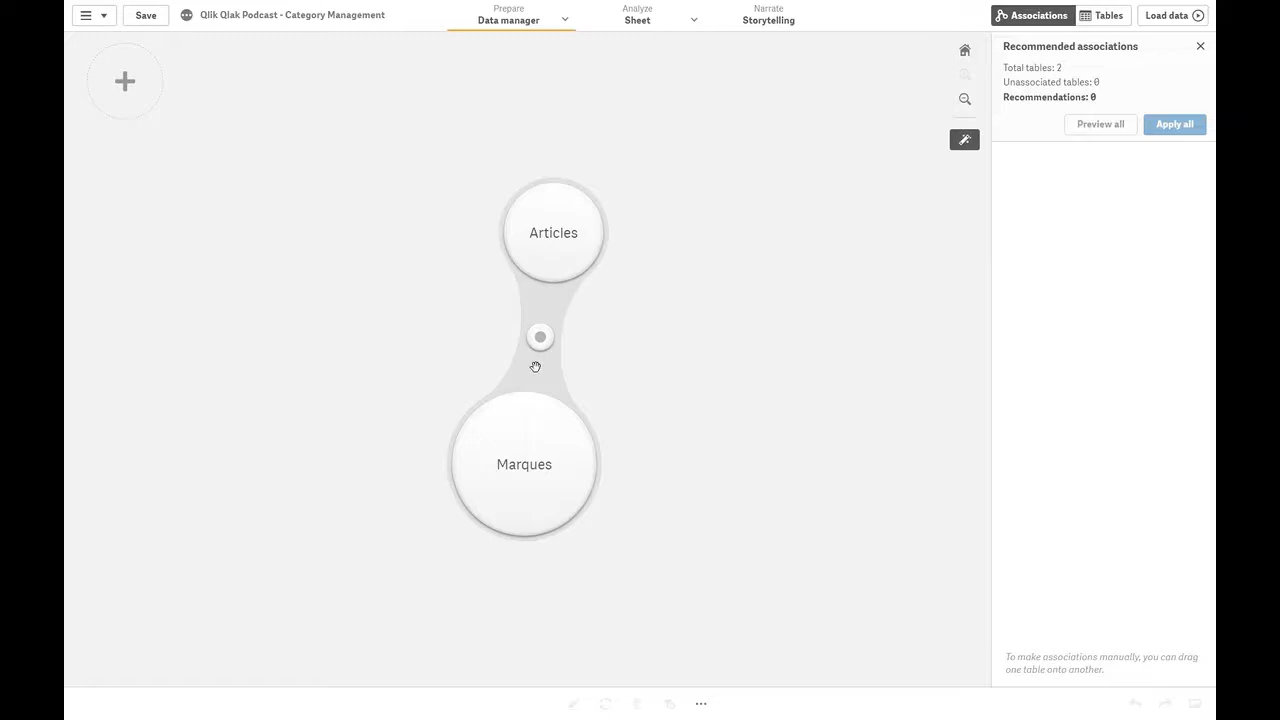 Save
Qlik Qlak Podcast - Category Management
Prepare
Data manager
Analyze
Sheet
Narrate
Storytelling
Associations
Tables
Load data
Recommended associations
Total tables: 2
Unassociated tables: 0
Recommendations: 0
Preview all
Apply all
Articles
Marques
To make associations manually, you can drag
one table onto another.